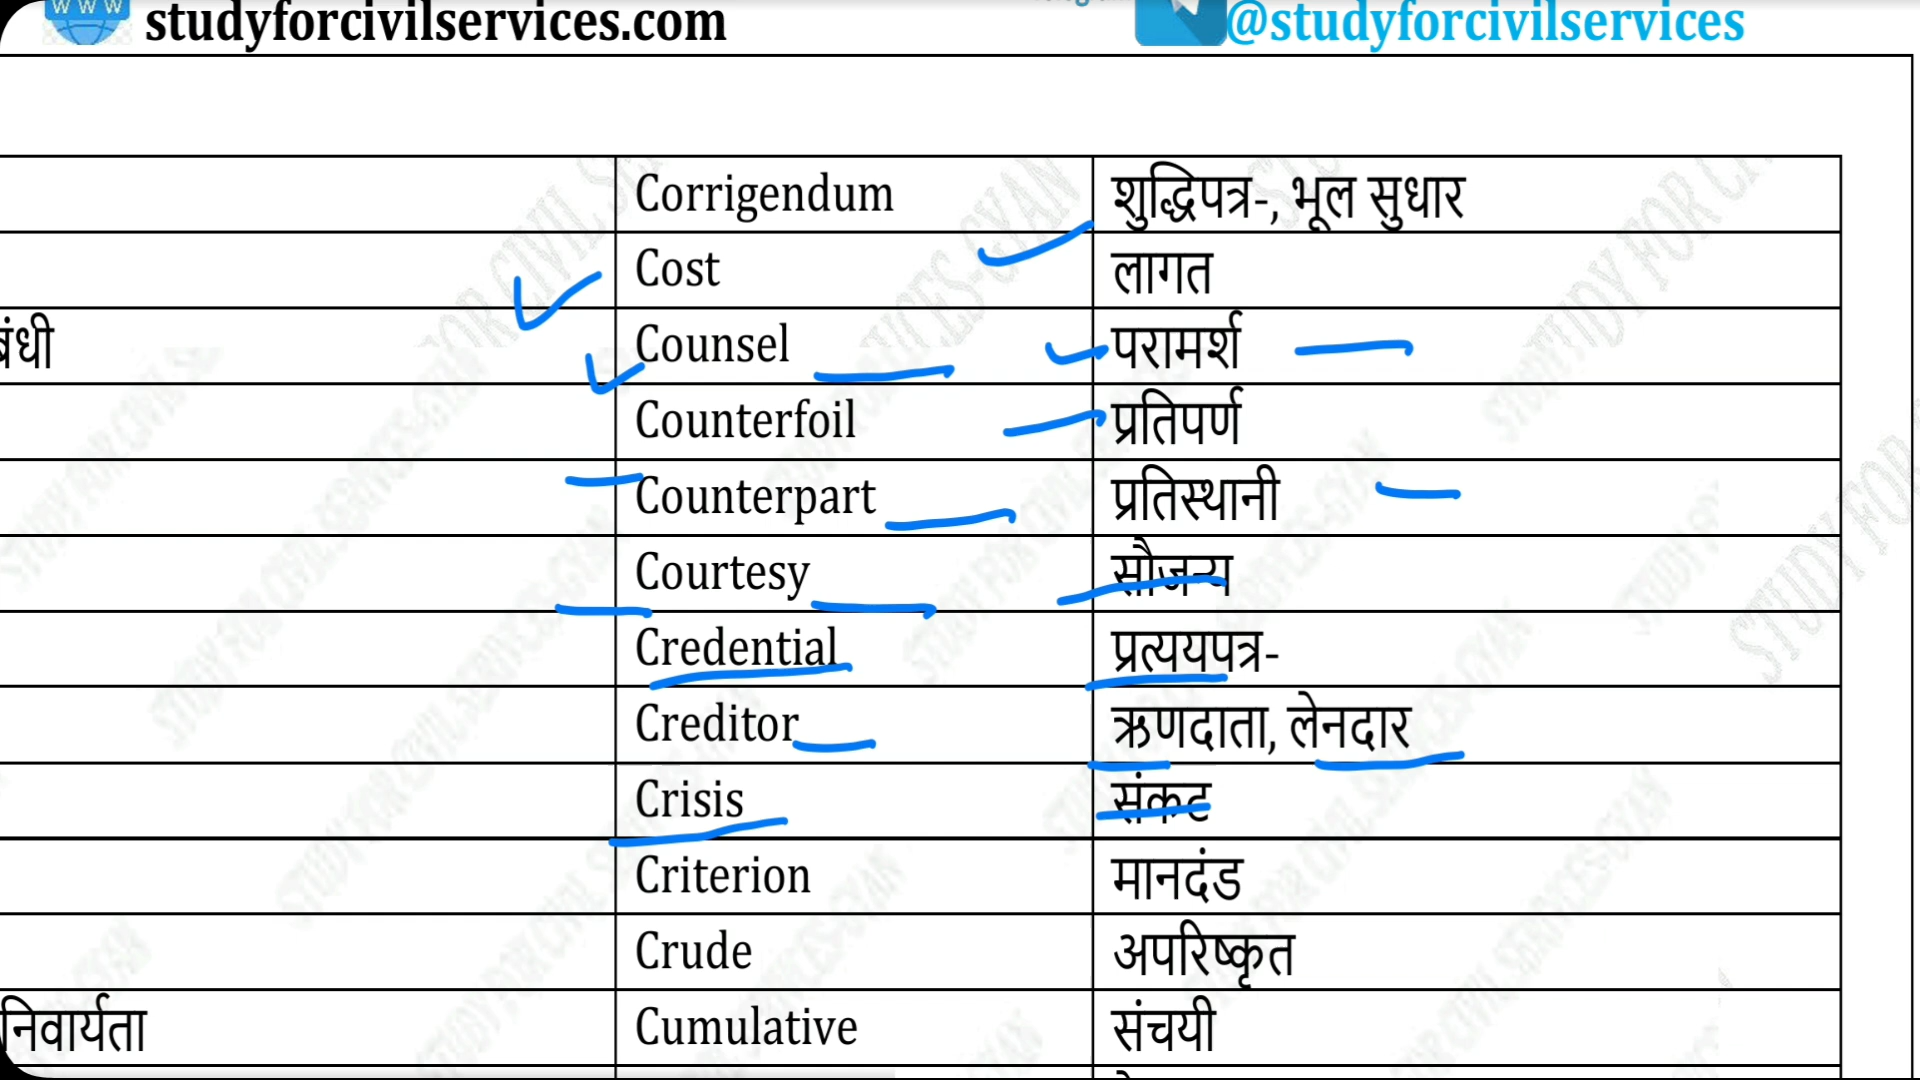 WWW studyforcivilservices.com @studyforcivilservices
Corrigendum शुद्धिपत्र-, भूल सुधार
Cost लागत
बंधी Counsel परामर्श
Counterfoil प्रतिपर्ण
Counterpart प्रतिस्थानी
Courtesy सौजन्य
Credential प्रत्ययपत्र-
Creditor ऋणदाता, लेनदार
Crisis संकट
Criterion मानदंड
Crude अपरिष्कृत
निवार्यता Cumulative संचयी